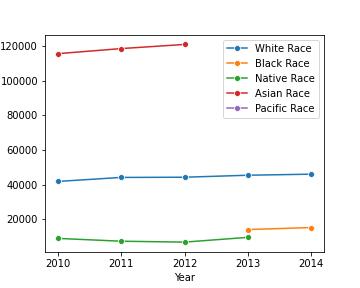 White Race
Black Race
Native Race
Asian Race
Pacific Race
120000
100000
80000
60000
40000
20000
2010 2011 2012 2013 2014
Year